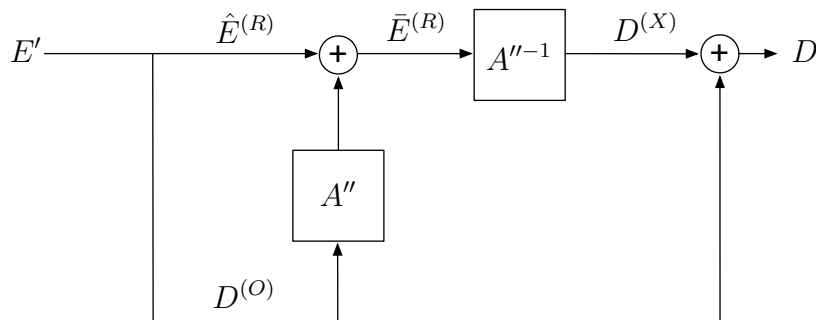 E′ Ê^(R) + Ē^(R) A″⁻¹ D^(X) + D
A″
D^(O)